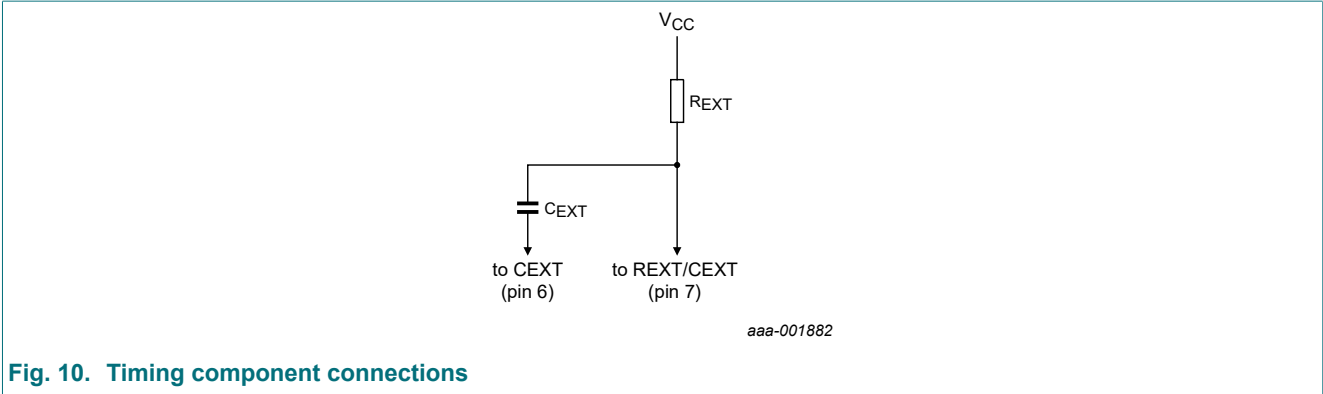 VCC
REXT
CEXT
to CEXT
(pin 6)
to REXT/CEXT
(pin 7)
aaa-001882
Fig. 10. Timing component connections